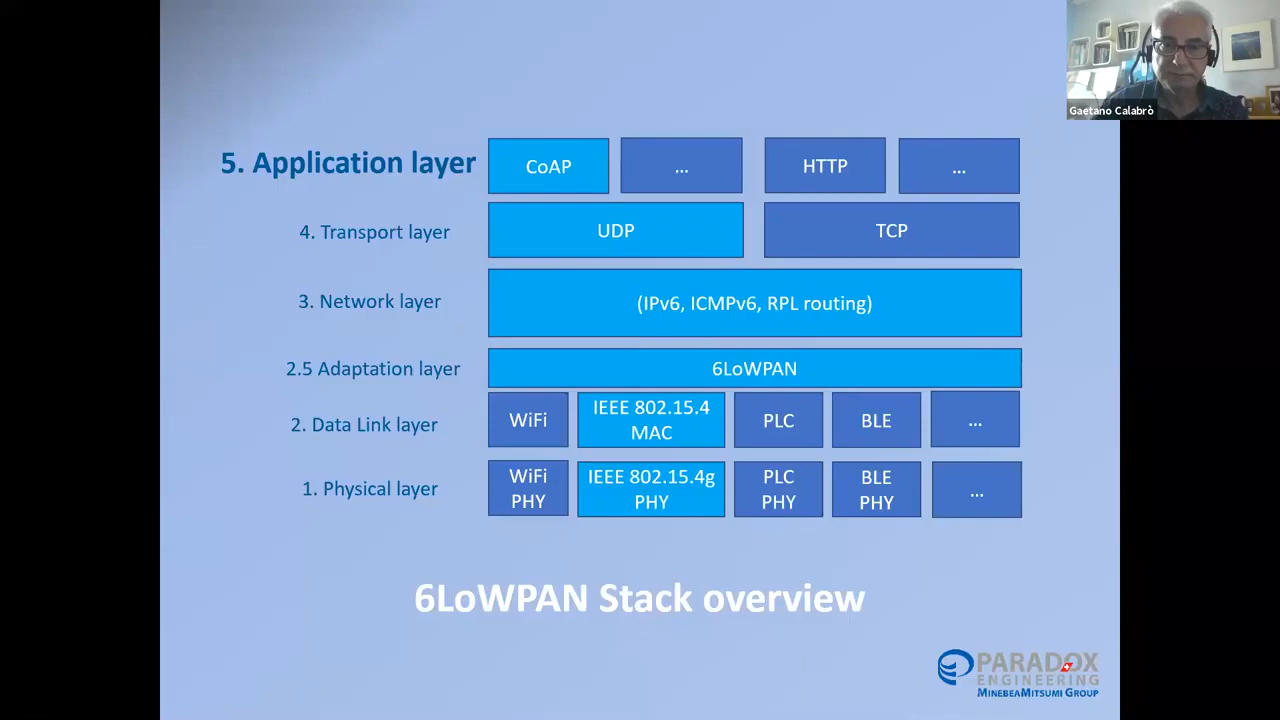 Gaetano Calabrò
5. Application layer
CoAP
...
HTTP
...
4. Transport layer
UDP
TCP
3. Network layer
(IPv6, ICMPv6, RPL routing)
2.5 Adaptation layer
6LoWPAN
2. Data Link layer
WiFi
IEEE 802.15.4
MAC
PLC
BLE
...
1. Physical layer
WiFi
PHY
IEEE 802.15.4g
PHY
PLC
PHY
BLE
PHY
...
6LoWPAN Stack overview
PARADOX
ENGINEERING
MINEBEAMITSUMI GROUP